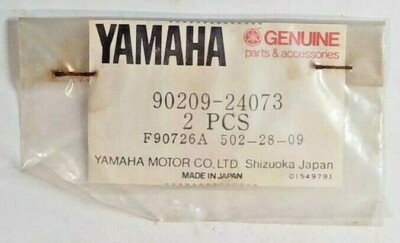 YAMAHA
GENUINE
parts & accessories
90209-24073
2 PCS
F90726A 502-28-09
YAMAHA MOTOR CO., LTD. Shizuoka Japan
MADE IN JAPAN
01549791